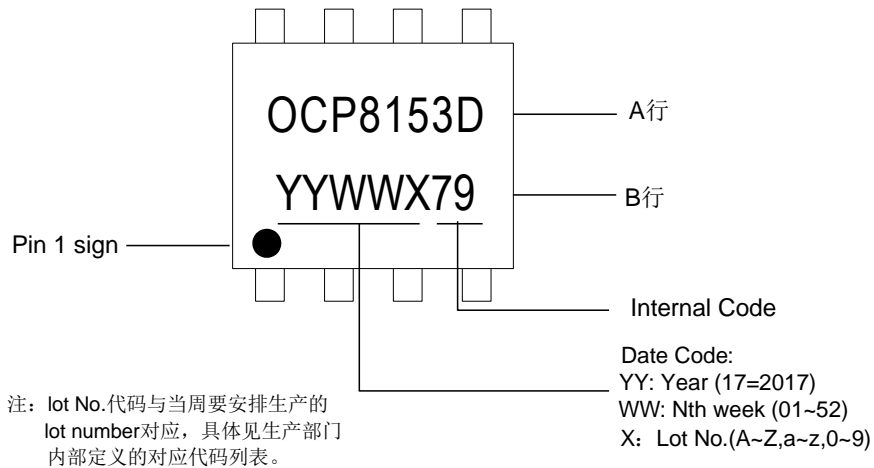 OCP8153D
A行
YYWWX79
B行
Pin 1 sign
Internal Code
Date Code:
YY: Year (17=2017)
WW: Nth week (01~52)
X：Lot No.(A~Z,a~z,0~9)
注：lot No.代码与当周要安排生产的
lot number对应，具体见生产部门
内部定义的对应代码列表。